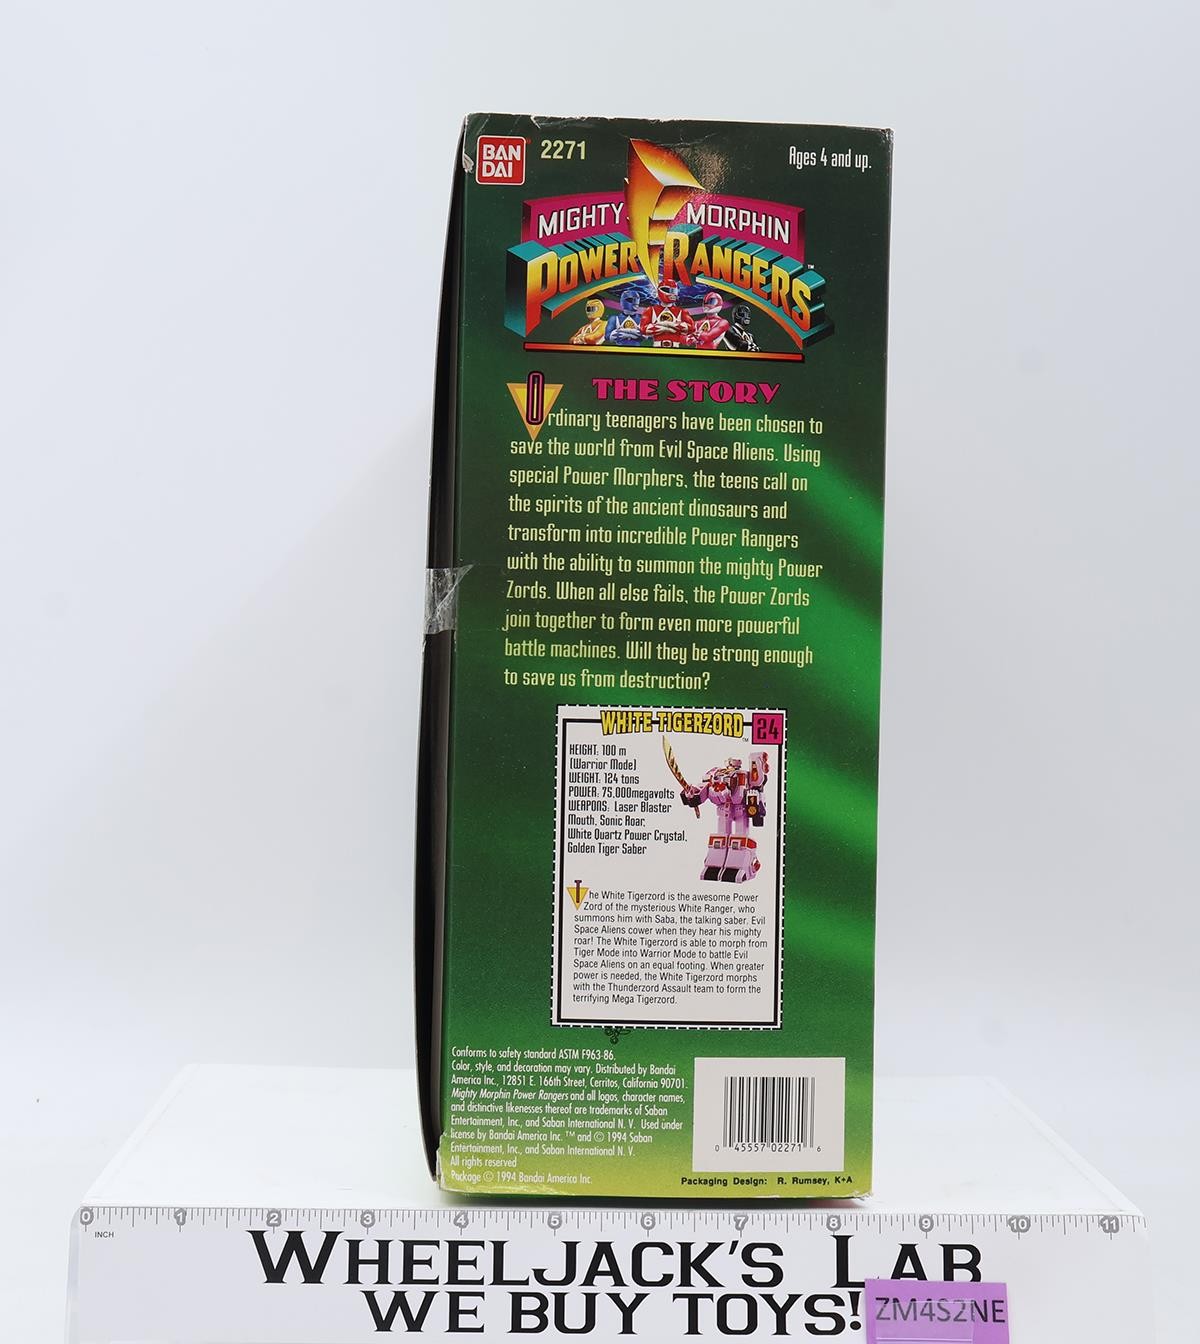 BAN
DAI
2271
Ages 4 and up.
MIGHTY MORPHIN
POWER RANGERS
™
THE STORY
Ordinary teenagers have been chosen to
save the world from Evil Space Aliens. Using
special Power Morphers, the teens call on
the spirits of the ancient dinosaurs and
transform into incredible Power Rangers
with the ability to summon the mighty Power
Zords. When all else fails, the Power Zords
join together to form even more powerful
battle machines. Will they be strong enough
to save us from destruction?
WHITE TIGERZORD
™
24
HEIGHT: 100 m
(Warrior Mode)
WEIGHT: 124 tons
POWER: 75,000megavolts
WEAPONS: Laser Blaster
Mouth, Sonic Roar,
White Quartz Power Crystal,
Golden Tiger Saber
The White Tigerzord is the awesome Power
Zord of the mysterious White Ranger, who
summons him with Saba, the talking saber. Evil
Space Aliens cower when they hear his mighty
roar! The White Tigerzord is able to morph from
Tiger Mode into Warrior Mode to battle Evil
Space Aliens on an equal footing. When greater
power is needed, the White Tigerzord morphs
with the Thunderzord Assault team to form the
terrifying Mega Tigerzord.
Conforms to safety standard ASTM F963-86.
Color, style, and decoration may vary. Distributed by Bandai
America Inc., 12851 E. 166th Street, Cerritos, California 90701.
Mighty Morphin Power Rangers and all logos, character names,
and distinctive likenesses thereof are trademarks of Saban
Entertainment, Inc., and Saban International N. V. Used under
license by Bandai America Inc. ™ and © 1994 Saban
Entertainment, Inc., and Saban International N. V.
All rights reserved
Package © 1994 Bandai America Inc.
0 45557 02271 6
Packaging Design: R. Rumsey, K+A
0 1 2 3 4 5 6 7 8 9 10 11
INCH
WHEELJACK'S LAB
WE BUY TOYS!
ZM4S2NE